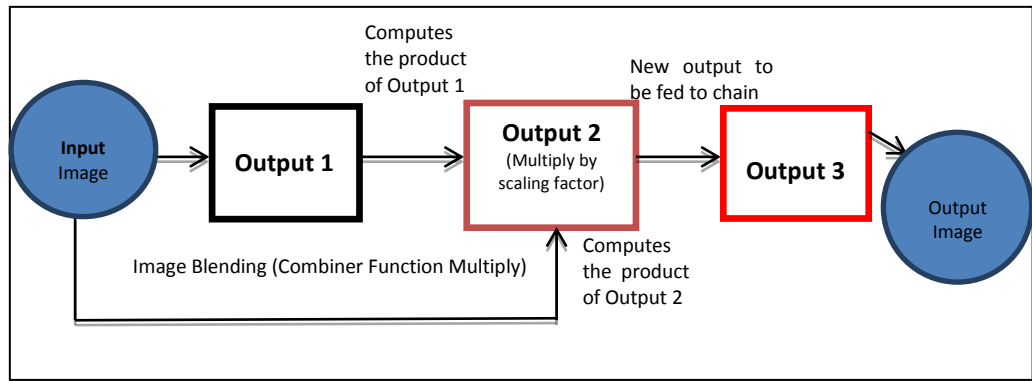 Computes
the product
of Output 1
New output to
be fed to chain
Input
Image
Output 1
Output 2
(Multiply by
scaling factor)
Output 3
Output
Image
Image Blending (Combiner Function Multiply)
Computes
the product
of Output 2